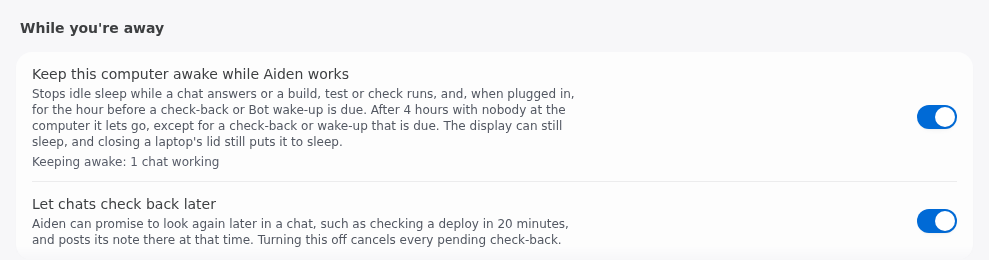 While you're away
Keep this computer awake while Aiden works
Stops idle sleep while a chat answers or a build, test or check runs, and, when plugged in,
for the hour before a check-back or Bot wake-up is due. After 4 hours with nobody at the
computer it lets go, except for a check-back or wake-up that is due. The display can still
sleep, and closing a laptop's lid still puts it to sleep.
Keeping awake: 1 chat working
Let chats check back later
Aiden can promise to look again later in a chat, such as checking a deploy in 20 minutes,
and posts its note there at that time. Turning this off cancels every pending check-back.